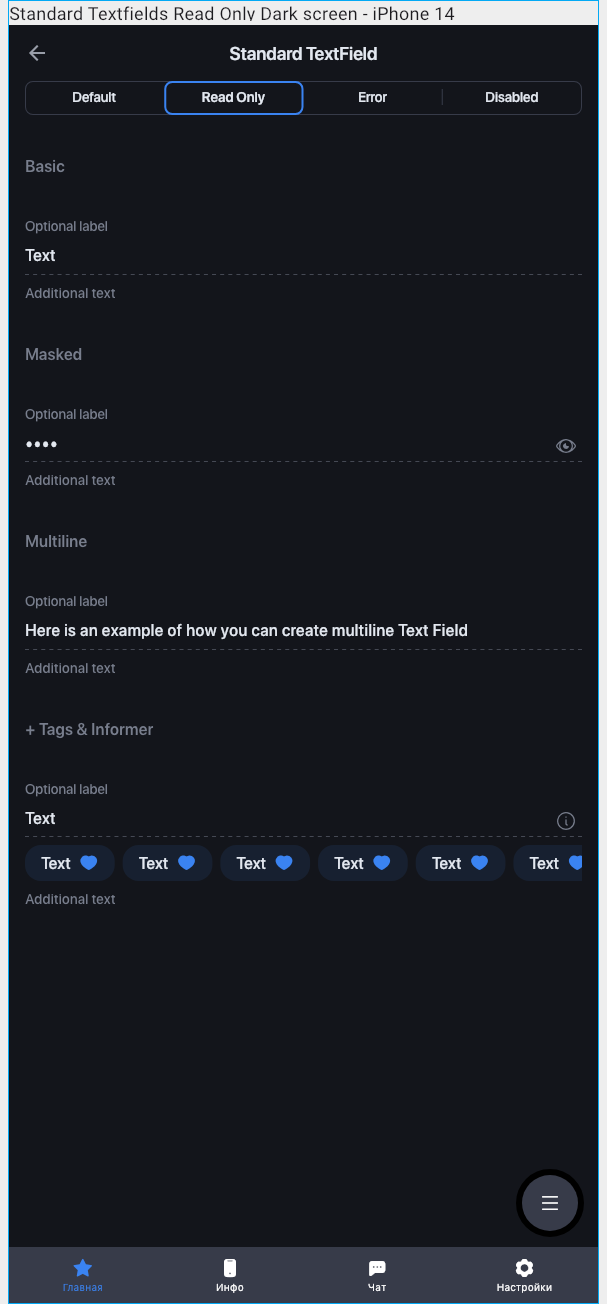 Standard Textfields Read Only Dark screen - iPhone 14
Standard TextField
Default Read Only Error Disabled
Basic
Optional label
Text
Additional text
Masked
Optional label
••••
Additional text
Multiline
Optional label
Here is an example of how you can create multiline Text Field
Additional text
+ Tags & Informer
Optional label
Text
Text Text Text Text Text Text
Additional text
Главная Инфо Чат Настройки